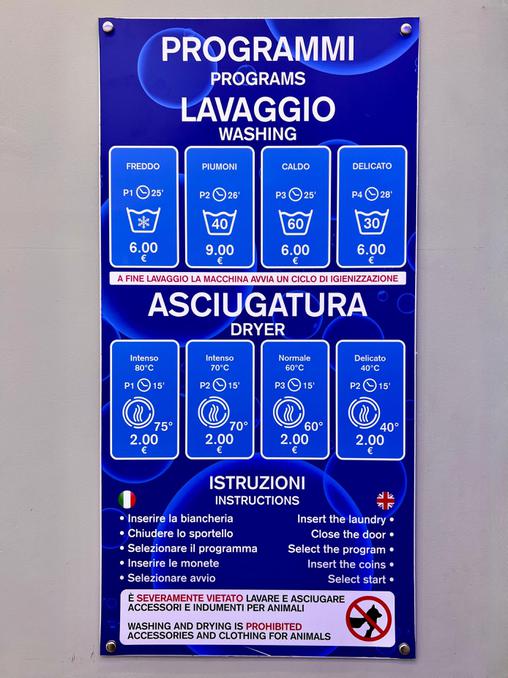 PROGRAMMI
PROGRAMS
LAVAGGIO
WASHING
FREDDO
P1 25'
6.00
€
PIUMONI
P2 26'
40
9.00
€
CALDO
P3 25'
60
6.00
€
DELICATO
P4 28'
30
6.00
€
A FINE LAVAGGIO LA MACCHINA AVVIA UN CICLO DI IGIENIZZAZIONE
ASCIUGATURA
DRYER
Intenso
80°C
P1 15'
75°
2.00
€
Intenso
70°C
P2 15'
70°
2.00
€
Normale
60°C
P3 15'
60°
2.00
€
Delicato
40°C
P2 15'
40°
2.00
€
ISTRUZIONI
INSTRUCTIONS
• Inserire la biancheria
• Chiudere lo sportello
• Selezionare il programma
• Inserire le monete
• Selezionare avvio
Insert the laundry •
Close the door •
Select the program •
Insert the coins •
Select start •
È SEVERAMENTE VIETATO LAVARE E ASCIUGARE
ACCESSORI E INDUMENTI PER ANIMALI
WASHING AND DRYING IS PROHIBITED
ACCESSORIES AND CLOTHING FOR ANIMALS